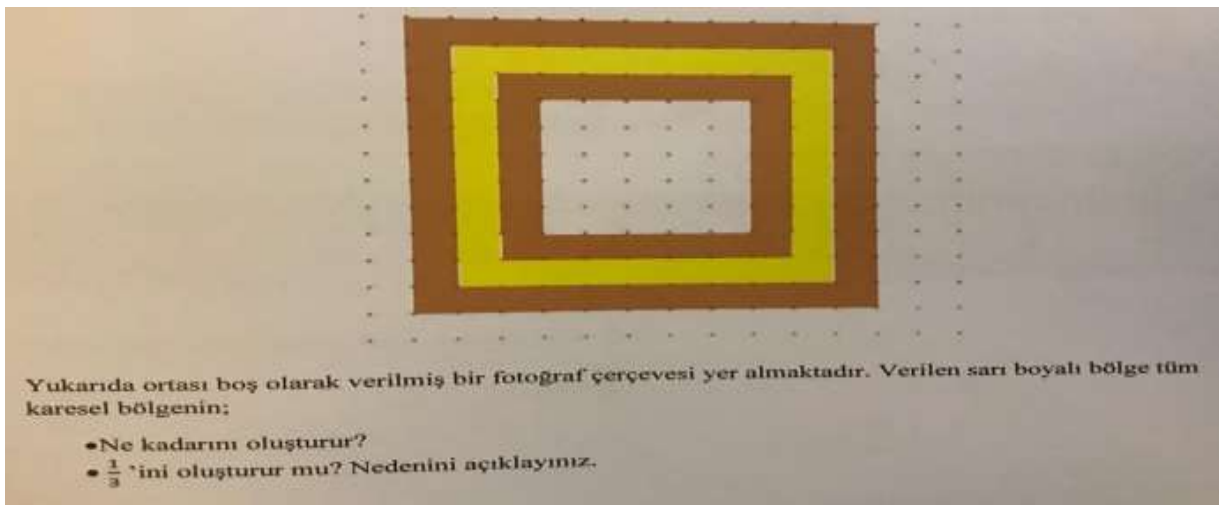 Yukarıda ortası boş olarak verilmiş bir fotoğraf çerçevesi yer almaktadır. Verilen sarı boyalı bölge tüm
karesel bölgenin;
•Ne kadarını oluşturur?
• 1/3 'ini oluşturur mu? Nedenini açıklayınız.